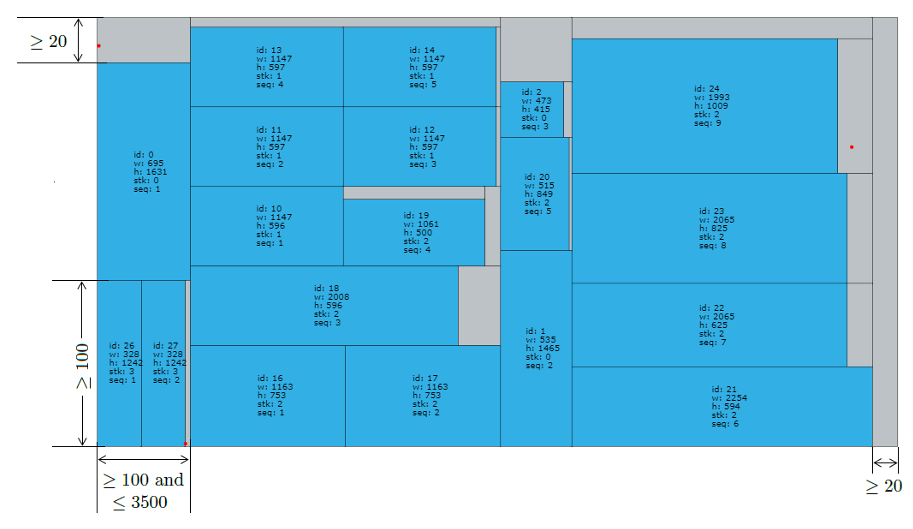 ≥ 20
id: 0
w: 695
h: 1631
stk: 0
seq: 1
id: 26
w: 328
h: 1242
stk: 3
seq: 1
id: 27
w: 328
h: 1242
stk: 3
seq: 2
≥ 100
≥ 100 and
≤ 3500
id: 13
w: 1147
h: 597
stk: 1
seq: 4
id: 14
w: 1147
h: 597
stk: 1
seq: 5
id: 11
w: 1147
h: 597
stk: 1
seq: 2
id: 12
w: 1147
h: 597
stk: 1
seq: 3
id: 10
w: 1147
h: 596
stk: 1
seq: 1
id: 19
w: 1061
h: 500
stk: 2
seq: 4
id: 18
w: 2008
h: 596
stk: 2
seq: 3
id: 16
w: 1163
h: 753
stk: 2
seq: 1
id: 17
w: 1163
h: 753
stk: 2
seq: 2
id: 2
w: 473
h: 415
stk: 0
seq: 3
id: 20
w: 515
h: 849
stk: 2
seq: 5
id: 1
w: 535
h: 1465
stk: 0
seq: 2
id: 24
w: 1993
h: 1009
stk: 2
seq: 9
id: 23
w: 2065
h: 825
stk: 2
seq: 8
id: 22
w: 2065
h: 625
stk: 2
seq: 7
id: 21
w: 2254
h: 594
stk: 2
seq: 6
≥ 20